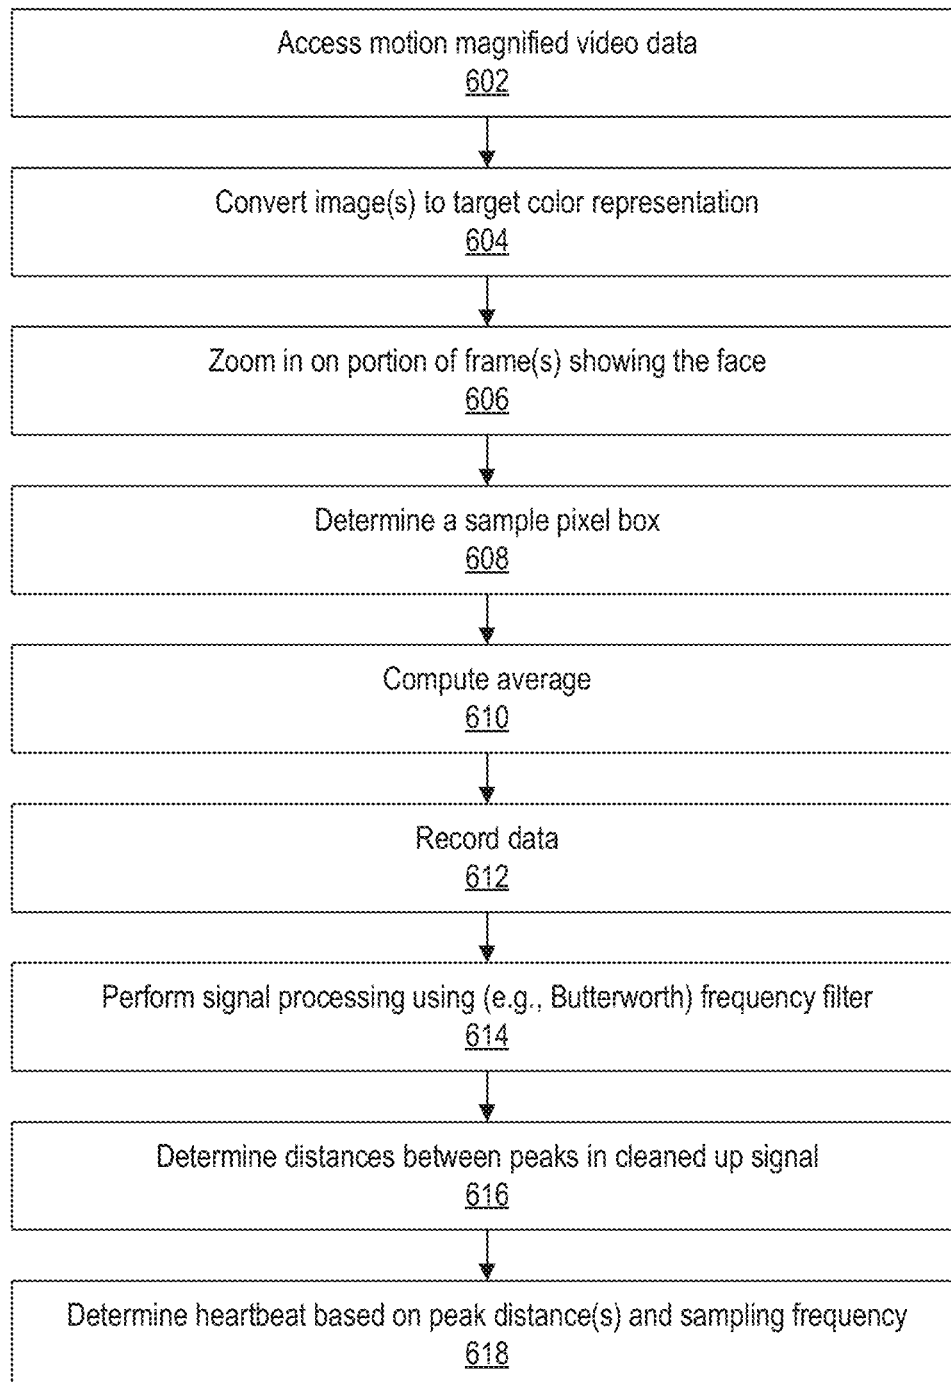 Access motion magnified video data
602
Convert image(s) to target color representation
604
Zoom in on portion of frame(s) showing the face
606
Determine a sample pixel box
608
Compute average
610
Record data
612
Perform signal processing using (e.g., Butterworth) frequency filter
614
Determine distances between peaks in cleaned up signal
616
Determine heartbeat based on peak distance(s) and sampling frequency
618